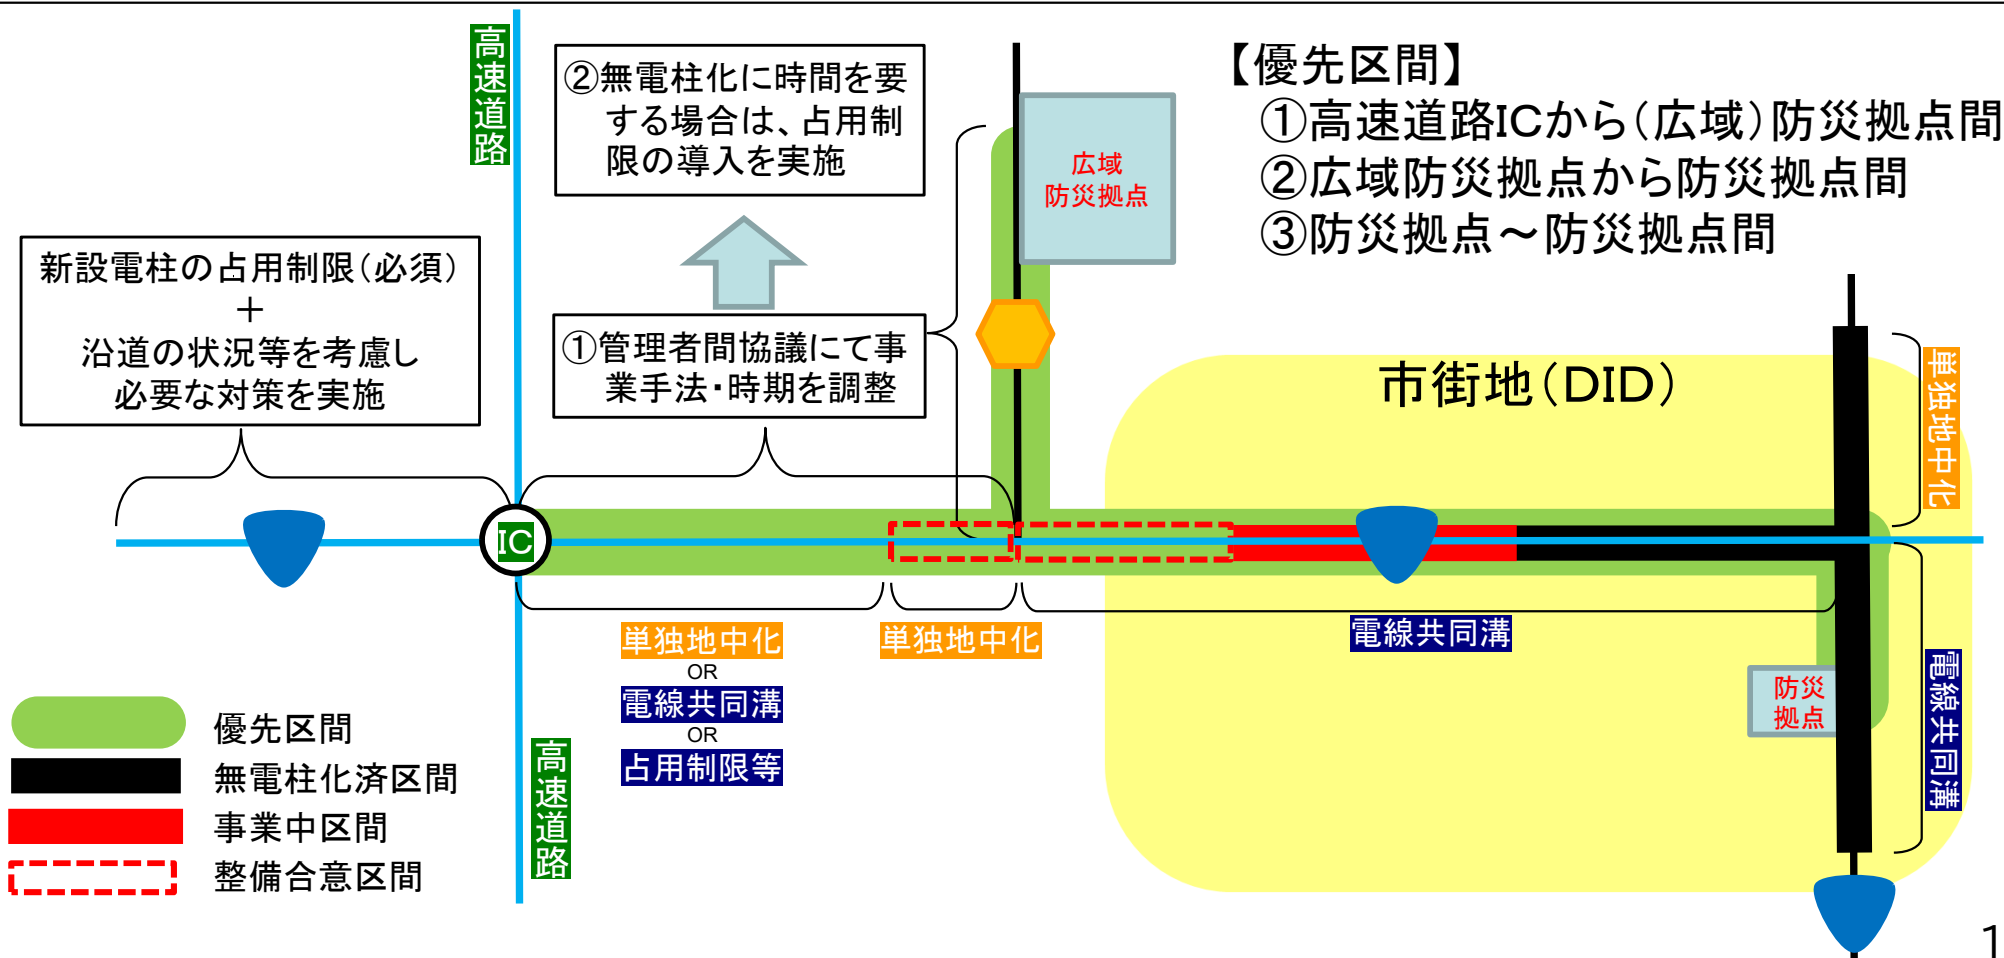 高速道路
②無電柱化に時間を要
する場合は、占用制
限の導入を実施
【優先区間】
①高速道路ICから(広域)防災拠点間
②広域防災拠点から防災拠点間
③防災拠点～防災拠点間
広域
防災拠点
新設電柱の占用制限(必須)
＋
沿道の状況等を考慮し
必要な対策を実施
①管理者間協議にて事
業手法・時期を調整
市街地(DID)
単独地中化
IC
単独地中化
OR
電線共同溝
OR
占用制限等
単独地中化
電線共同溝
電線共同溝
防災
拠点
高速道路
優先区間
無電柱化済区間
事業中区間
整備合意区間
1